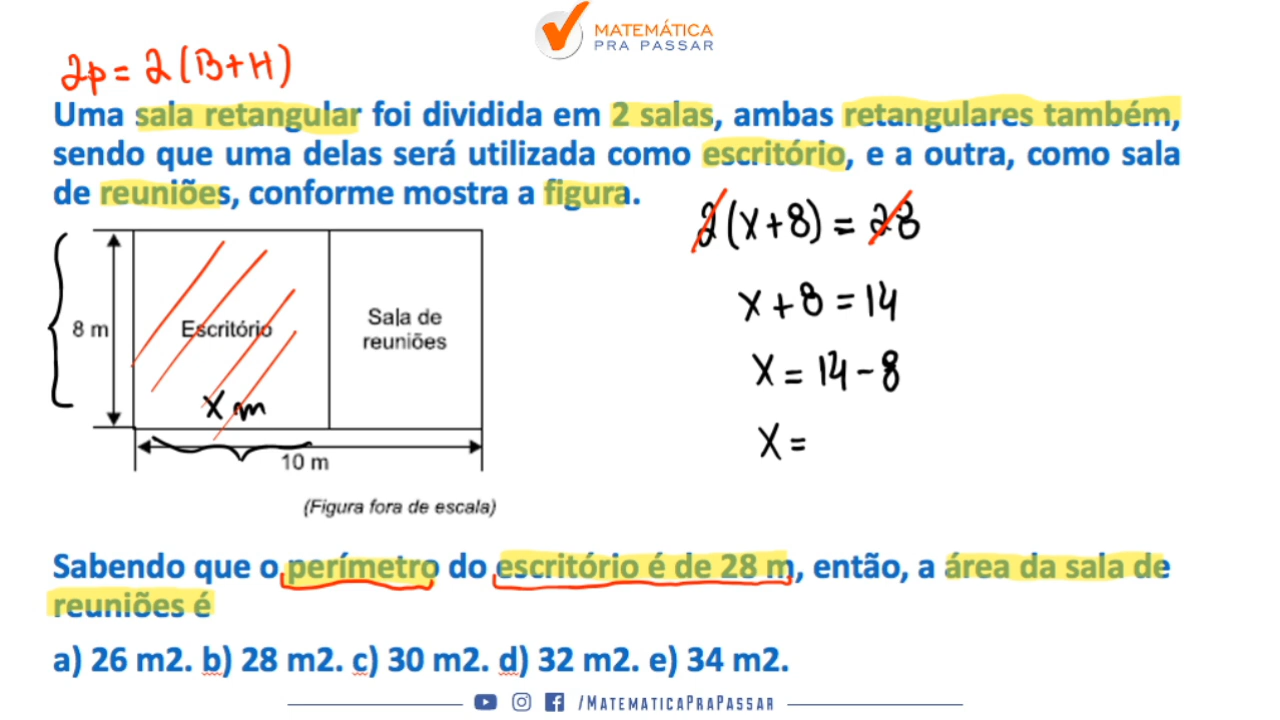 MATEMÁTICA
PRA PASSAR
2p = 2(B+H)
Uma sala retangular foi dividida em 2 salas, ambas retangulares também,
sendo que uma delas será utilizada como escritório, e a outra, como sala
de reuniões, conforme mostra a figura.
2(x+8) = 28
x + 8 = 14
x = 14 - 8
x =
8 m
Escritório
x m
Sala de
reuniões
10 m
(Figura fora de escala)
Sabendo que o perímetro do escritório é de 28 m, então, a área da sala de
reuniões é
a) 26 m2. b) 28 m2. c) 30 m2. d) 32 m2. e) 34 m2.
/MATEMATICAPRAPASSAR